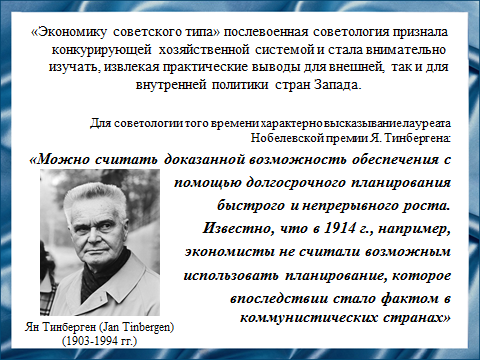 «Экономику советского типа» послевоенная советология признала
конкурирующей хозяйственной системой и стала внимательно
изучать, извлекая практические выводы для внешней, так и для
внутренней политики стран Запада.
Для советологии того времени характерно высказывание лауреата
Нобелевской премии Я. Тинбергена:
«Можно считать доказанной возможность обеспечения с
помощью долгосрочного планирования
быстрого и непрерывного роста.
Известно, что в 1914 г., например,
экономисты не считали возможным
использовать планирование, которое
впоследствии стало фактом в
коммунистических странах»
Ян Тинберген (Jan Tinbergen)
(1903-1994 гг.)